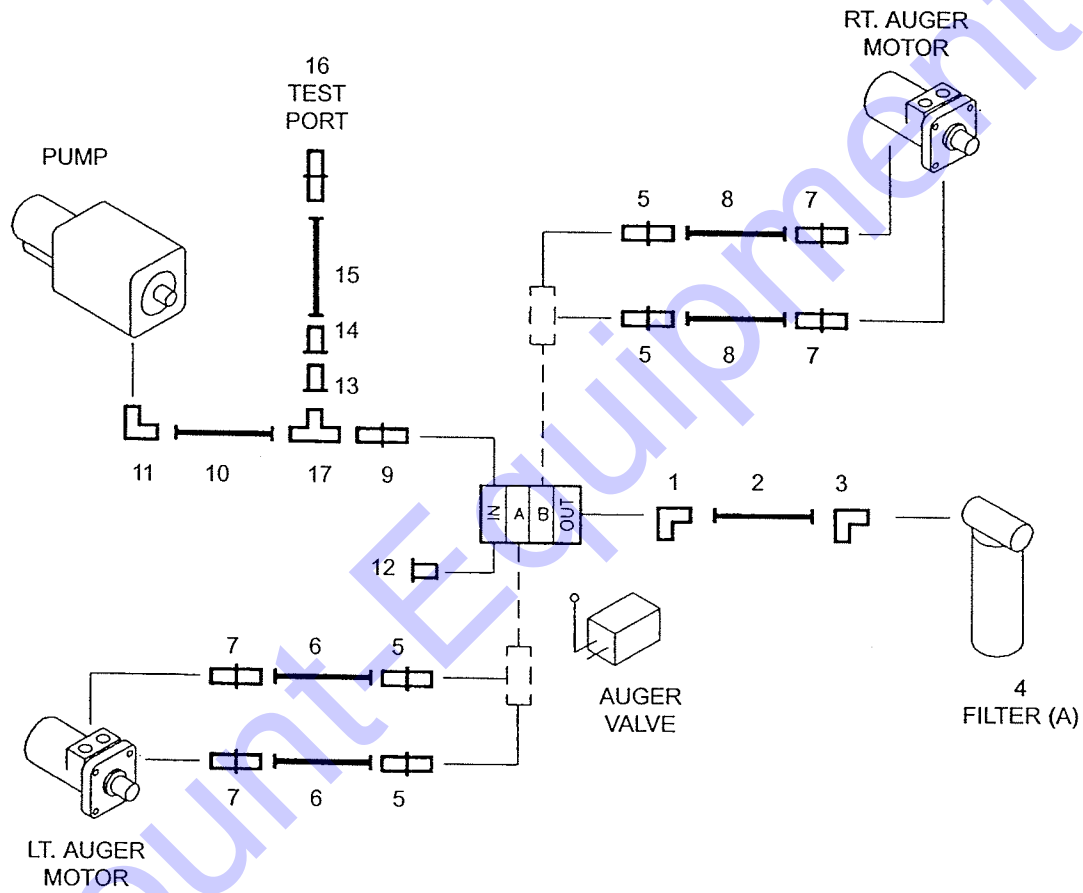 RT. AUGER
MOTOR
16
TEST
PORT
PUMP
5 8 7
15
14
5 8 7
13
11 10 17 9
IN A B OUT
1 2 3
12
7 6 5
AUGER
VALVE
4
FILTER (A)
7 6 5
LT. AUGER
MOTOR
unt-Equipment